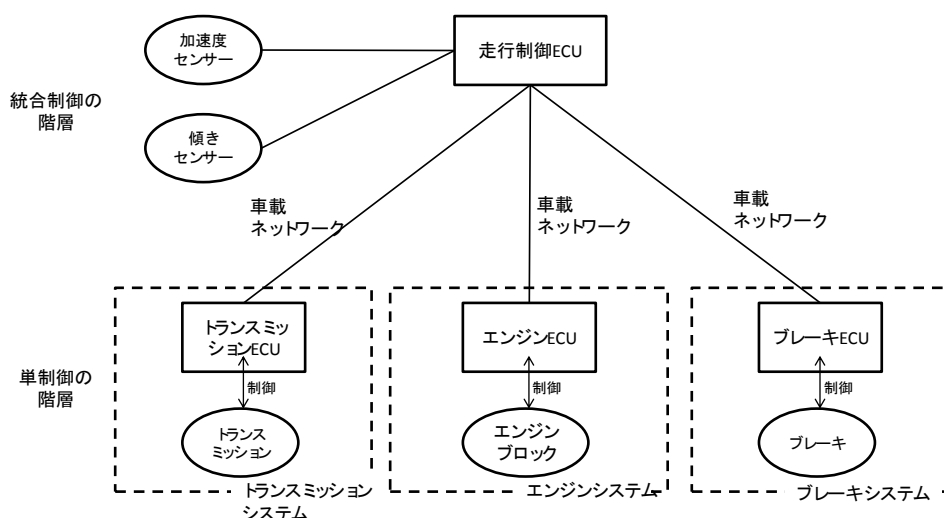 加速度
センサー
走行制御ECU
統合制御の
階層
傾き
センサー
車載
ネットワーク
車載
ネットワーク
車載
ネットワーク
トランスミッ
ションECU
エンジンECU
ブレーキECU
単制御の
階層
制御
制御
制御
トランス
ミッション
エンジン
ブロック
ブレーキ
トランスミッション
システム
エンジンシステム
ブレーキシステム